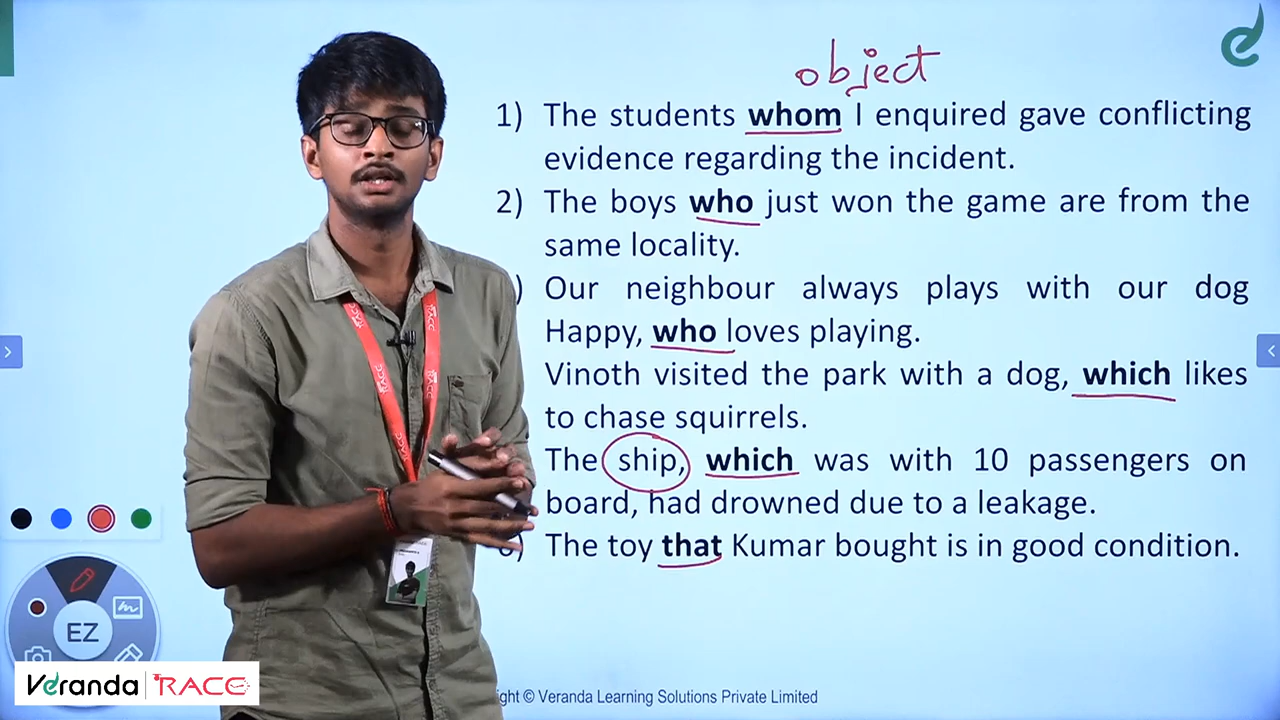 object
1) The students whom I enquired gave conflicting
evidence regarding the incident.
2) The boys who just won the game are from the
same locality.
) Our neighbour always plays with our dog
Happy, who loves playing.
Vinoth visited the park with a dog, which likes
to chase squirrels.
The ship, which was with 10 passengers on
board, had drowned due to a leakage.
) The toy that Kumar bought is in good condition.
EZ
Veranda RACE
© Veranda Learning Solutions Private Limited
RACE
RACE
RACE